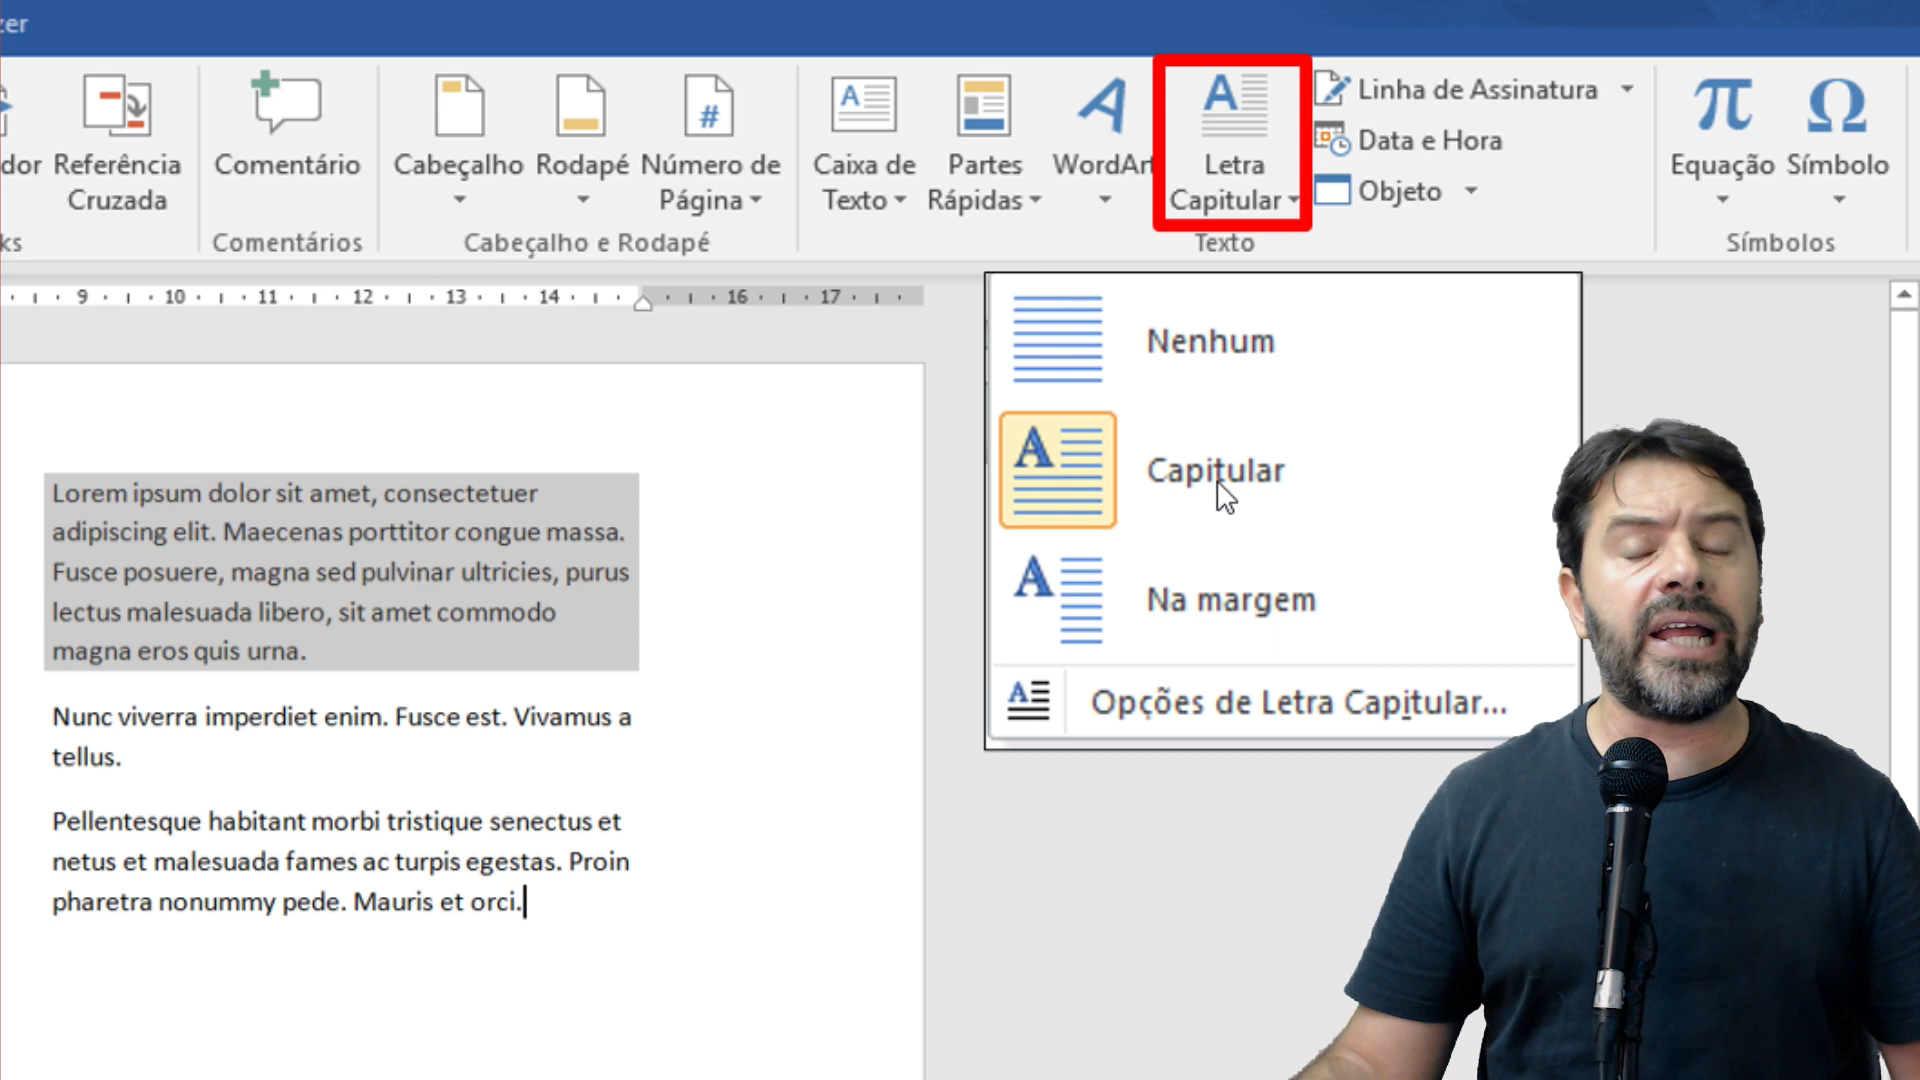 zer
dor
Referência
Cruzada
Comentário
Cabeçalho
Rodapé
Número de
Página
Caixa de
Texto
Partes
Rápidas
WordArt
Letra
Capitular
Linha de Assinatura
Data e Hora
Objeto
Equação
Símbolo
ks
Comentários
Cabeçalho e Rodapé
Texto
Símbolos
9 10 11 12 13 14 16 17
Nenhum
Capitular
Na margem
Opções de Letra Capitular...
Lorem ipsum dolor sit amet, consectetuer
adipiscing elit. Maecenas porttitor congue massa.
Fusce posuere, magna sed pulvinar ultricies, purus
lectus malesuada libero, sit amet commodo
magna eros quis urna.
Nunc viverra imperdiet enim. Fusce est. Vivamus a
tellus.
Pellentesque habitant morbi tristique senectus et
netus et malesuada fames ac turpis egestas. Proin
pharetra nonummy pede. Mauris et orci.